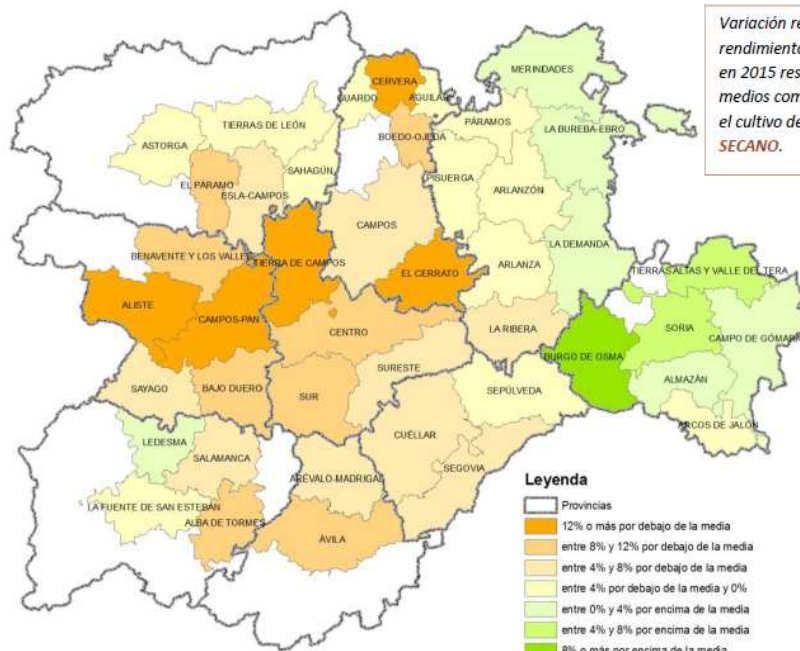 Variación re
rendimiento
en 2015 res
medios com
el cultivo de
SECANO.
CERVERA
GUARDO
AGUILAR
MERINDADES
PÁRAMOS
LA BUREBA-EBRO
TIERRAS DE LEÓN
ASTORGA
BOEDO-OJEDA
SAHAGÚN
EL PÁRAMO
ESLA-CAMPOS
PISUERGA
ARLANZÓN
CAMPOS
LA DEMANDA
BENAVENTE Y LOS VALLES
TIERRA DE CAMPOS
ARLANZA
EL CERRATO
TIERRAS ALTAS Y VALLE DEL TERA
ALISTE
CAMPOS-PAN
CENTRO
LA RIBERA
SORIA
CAMPO DE GÓMARA
BURGO DE OSMA
SURESTE
SAYAGO
BAJO DUERO
SUR
SEPÚLVEDA
ALMAZÁN
ARCOS DE JALÓN
LEDESMA
CUÉLLAR
SALAMANCA
SEGOVIA
ARÉVALO-MADRIGAL
LA FUENTE DE SAN ESTEBAN
ALBA DE TORMES
ÁVILA
Leyenda
Provincias
12% o más por debajo de la media
entre 8% y 12% por debajo de la media
entre 4% y 8% por debajo de la media
entre 4% por debajo de la media y 0%
entre 0% y 4% por encima de la media
entre 4% y 8% por encima de la media
8% o más por encima de la media